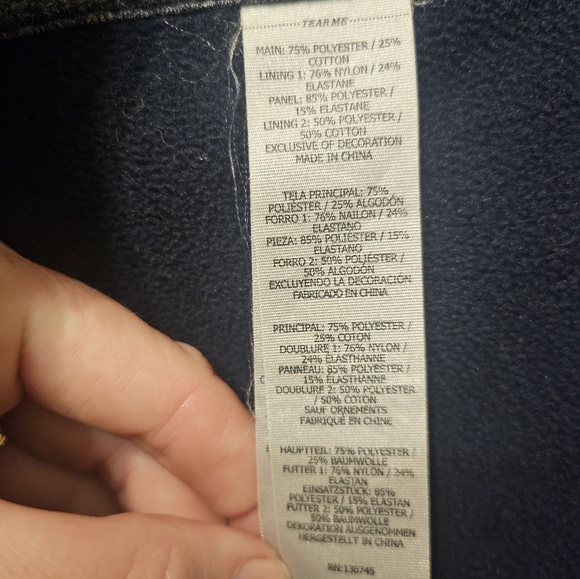 TEAR ME
MAIN: 75% POLYESTER / 25%
COTTON
LINING 1: 76% NYLON / 24%
ELASTANE
PANEL: 85% POLYESTER /
15% ELASTANE
LINING 2: 50% POLYESTER /
50% COTTON
EXCLUSIVE OF DECORATION
MADE IN CHINA
TELA PRINCIPAL: 75%
POLIÉSTER / 25% ALGODÓN
FORRO 1: 76% NAILON / 24%
ELASTANO
PIEZA: 85% POLIÉSTER / 15%
ELASTANO
FORRO 2: 50% POLIÉSTER /
50% ALGODÓN
EXCLUYENDO LA DECORACIÓN
FABRICADO EN CHINA
PRINCIPAL: 75% POLYESTER /
25% COTON
DOUBLURE 1: 76% NYLON /
24% ÉLASTHANNE
PANNEAU: 85% POLYESTER /
15% ÉLASTHANNE
DOUBLURE 2: 50% POLYESTER
/ 50% COTON
SAUF ORNEMENTS
FABRIQUÉ EN CHINE
HAUPTTEIL: 75% POLYESTER /
25% BAUMWOLLE
FUTTER 1: 76% NYLON / 24%
ELASTAN
EINSATZSTÜCK: 85%
POLYESTER / 15% ELASTAN
FUTTER 2: 50% POLYESTER /
50% BAUMWOLLE
DEKORATION AUSGENOMMEN
HERGESTELLT IN CHINA
RN:136745